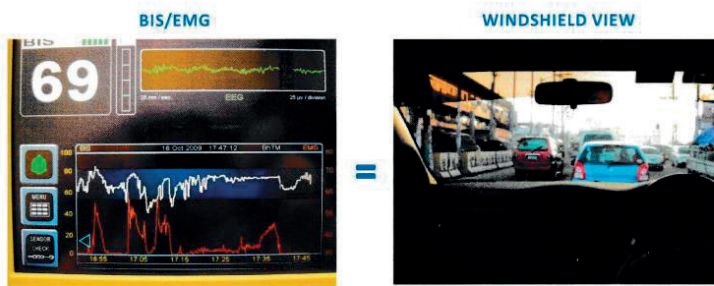 BIS/EMG
WINDSHIELD VIEW
BIS
69
25 mm / sec.
EEG
25 µv / division
BIS
16 Oct 2009 17:47:12
EMG
100
80
60
40
20
0
80
70
MENU
SENSOR
CHECK
16:55 17:05 17:15 17:25 17:35 17:45